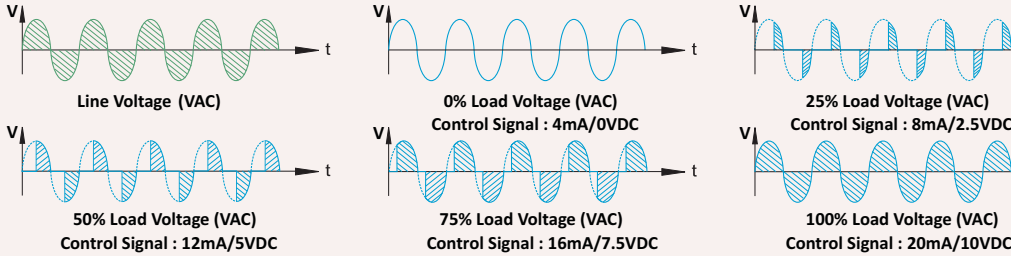 V
t
Line Voltage (VAC)
V
t
0% Load Voltage (VAC)
Control Signal : 4mA/0VDC
V
25% Load Voltage (VAC)
Control Signal : 8mA/2.5VDC
V
t
50% Load Voltage (VAC)
Control Signal : 12mA/5VDC
V
t
75% Load Voltage (VAC)
Control Signal : 16mA/7.5VDC
V
100% Load Voltage (VAC)
Control Signal : 20mA/10VDC